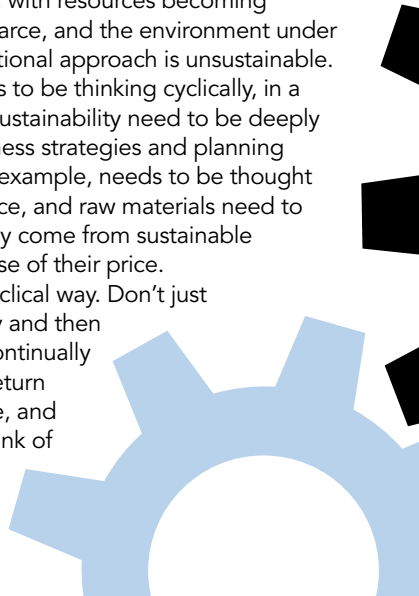 with resources becoming
arce, and the environment under
tional approach is unsustainable.
s to be thinking cyclically, in a
ustainability need to be deeply
ness strategies and planning
example, needs to be thought
ce, and raw materials need to
y come from sustainable
se of their price.
clical way. Don’t just
y and then
ontinually
eturn
e, and
nk of